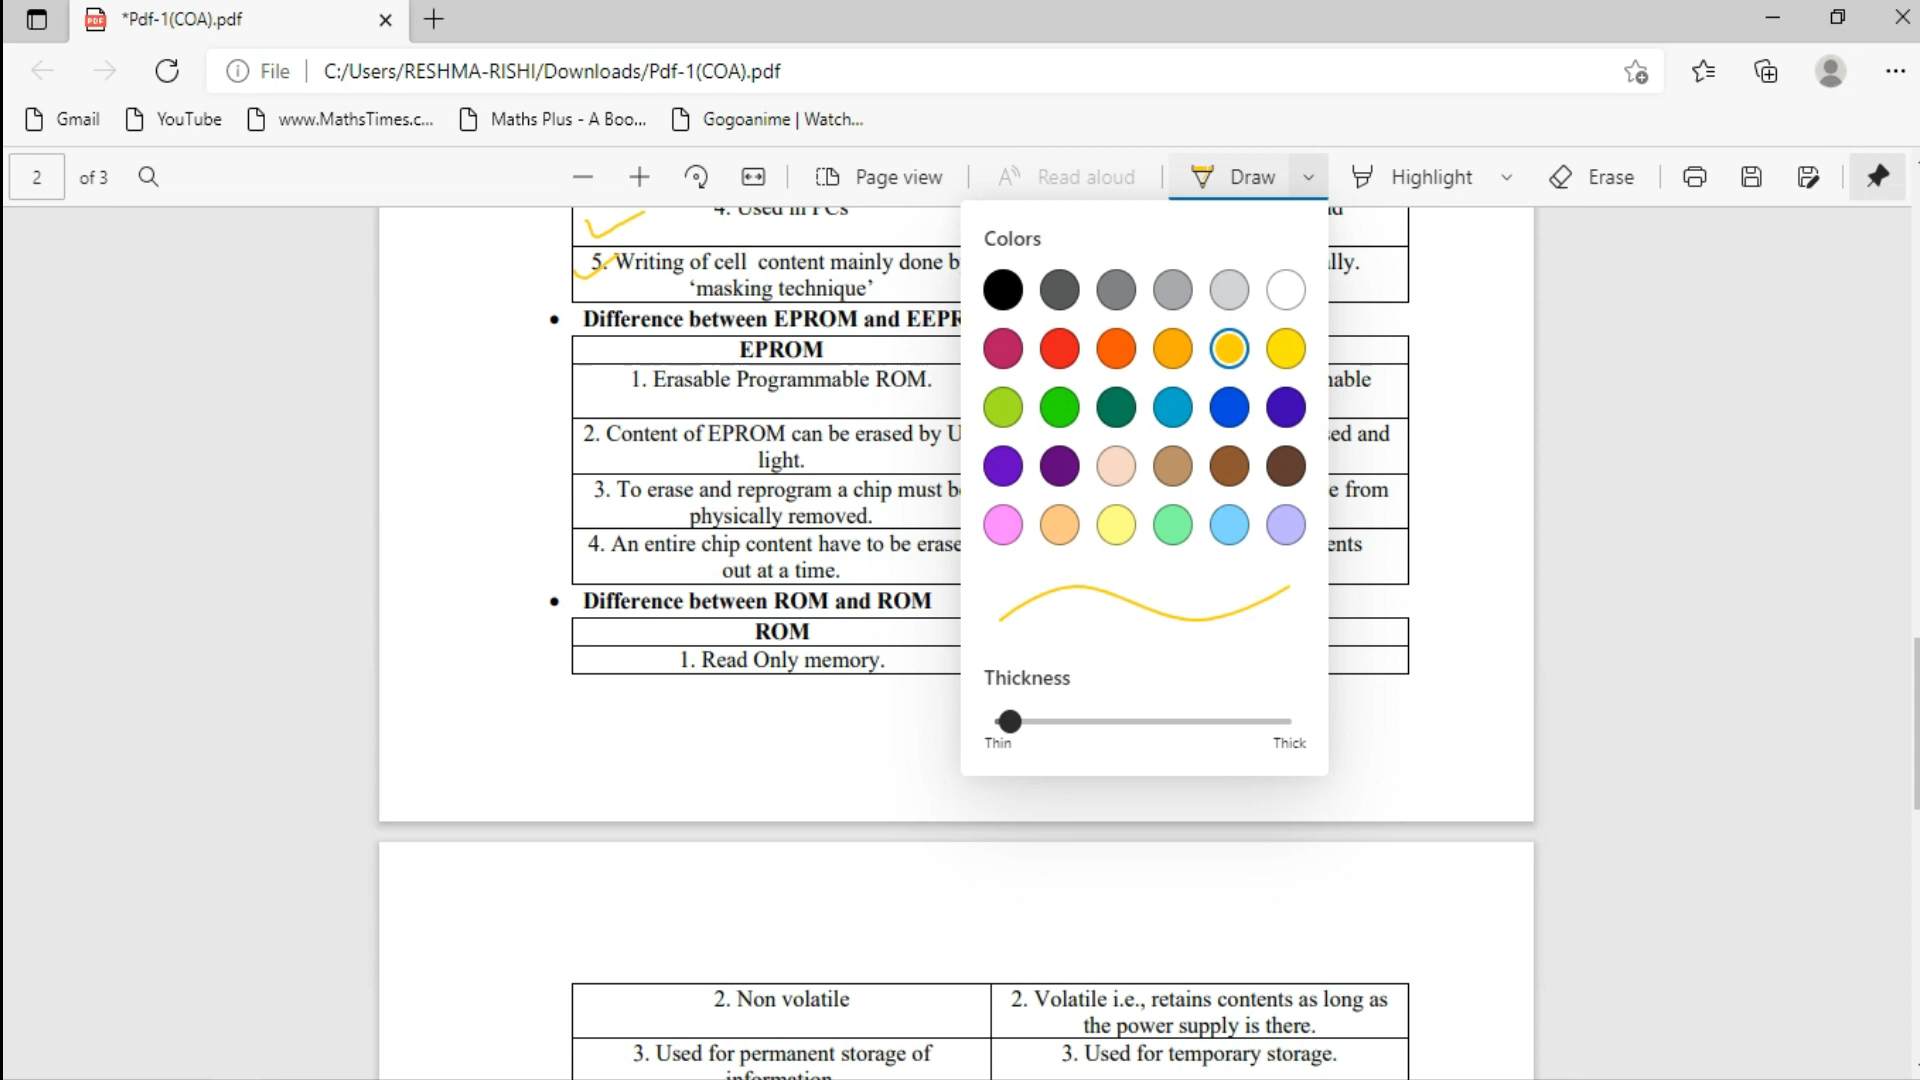 *Pdf-1(COA).pdf
File C:/Users/RESHMA-RISHI/Downloads/Pdf-1(COA).pdf
Gmail YouTube www.MathsTimes.c... Maths Plus - A Boo... Gogoanime | Watch...
2 of 3 Page view Read aloud Draw Highlight Erase
4. Used in PCs
5. Writing of cell content mainly done b lly.
‘masking technique’
• Difference between EPROM and EEPR
EPROM
1. Erasable Programmable ROM. able
2. Content of EPROM can be erased by U ed and
light.
3. To erase and reprogram a chip must b e from
physically removed.
4. An entire chip content have to be erase ents
out at a time.
• Difference between ROM and ROM
ROM
1. Read Only memory.
Colors
Thickness
Thin Thick
2. Non volatile 2. Volatile i.e., retains contents as long as
the power supply is there.
3. Used for permanent storage of 3. Used for temporary storage.
information